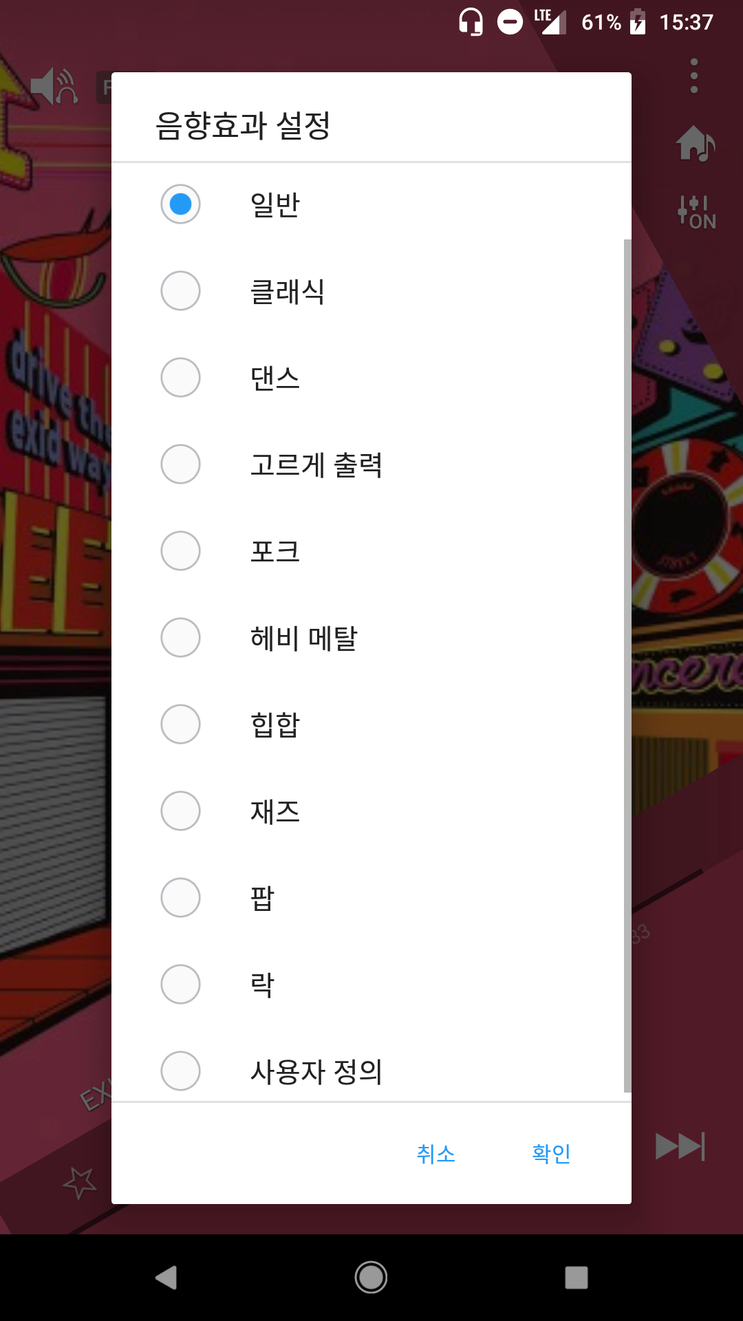 LTE 61% 15:37
음향효과 설정
ON
일반
클래식
댄스
고르게 출력
포크
헤비 메탈
힙합
재즈
팝
락
사용자 정의
취소 확인
drive the
exid way